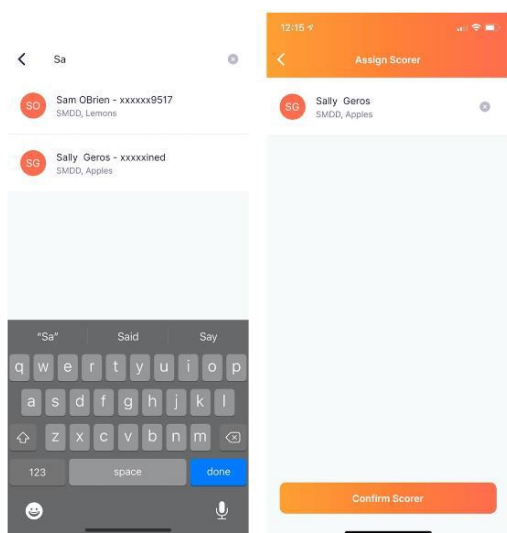 Sa
Sam OBrien - xxxxxx9517
SMDD, Lemons
Sally Geros - xxxxxined
SMDD, Apples
"Sa" Said Say
q w e r t y u i o p
a s d f g h j k l
z x c v b n m
123 space done
12:15
Assign Scorer
Sally Geros
SMDD, Apples
Confirm Scorer
SO
SG
SG